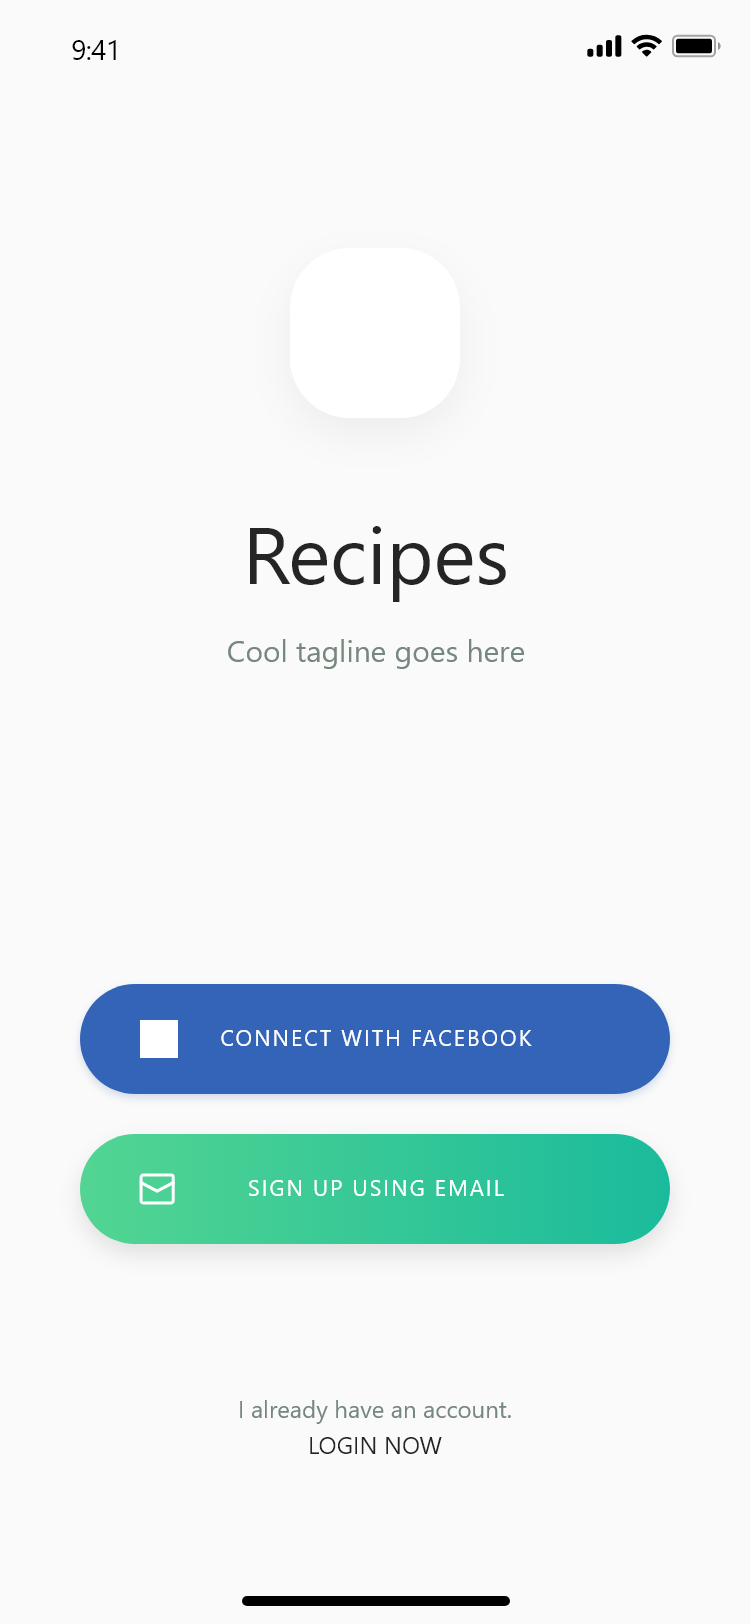 9:41
Recipes
Cool tagline goes here
CONNECT WITH FACEBOOK
SIGN UP USING EMAIL
I already have an account.
LOGIN NOW